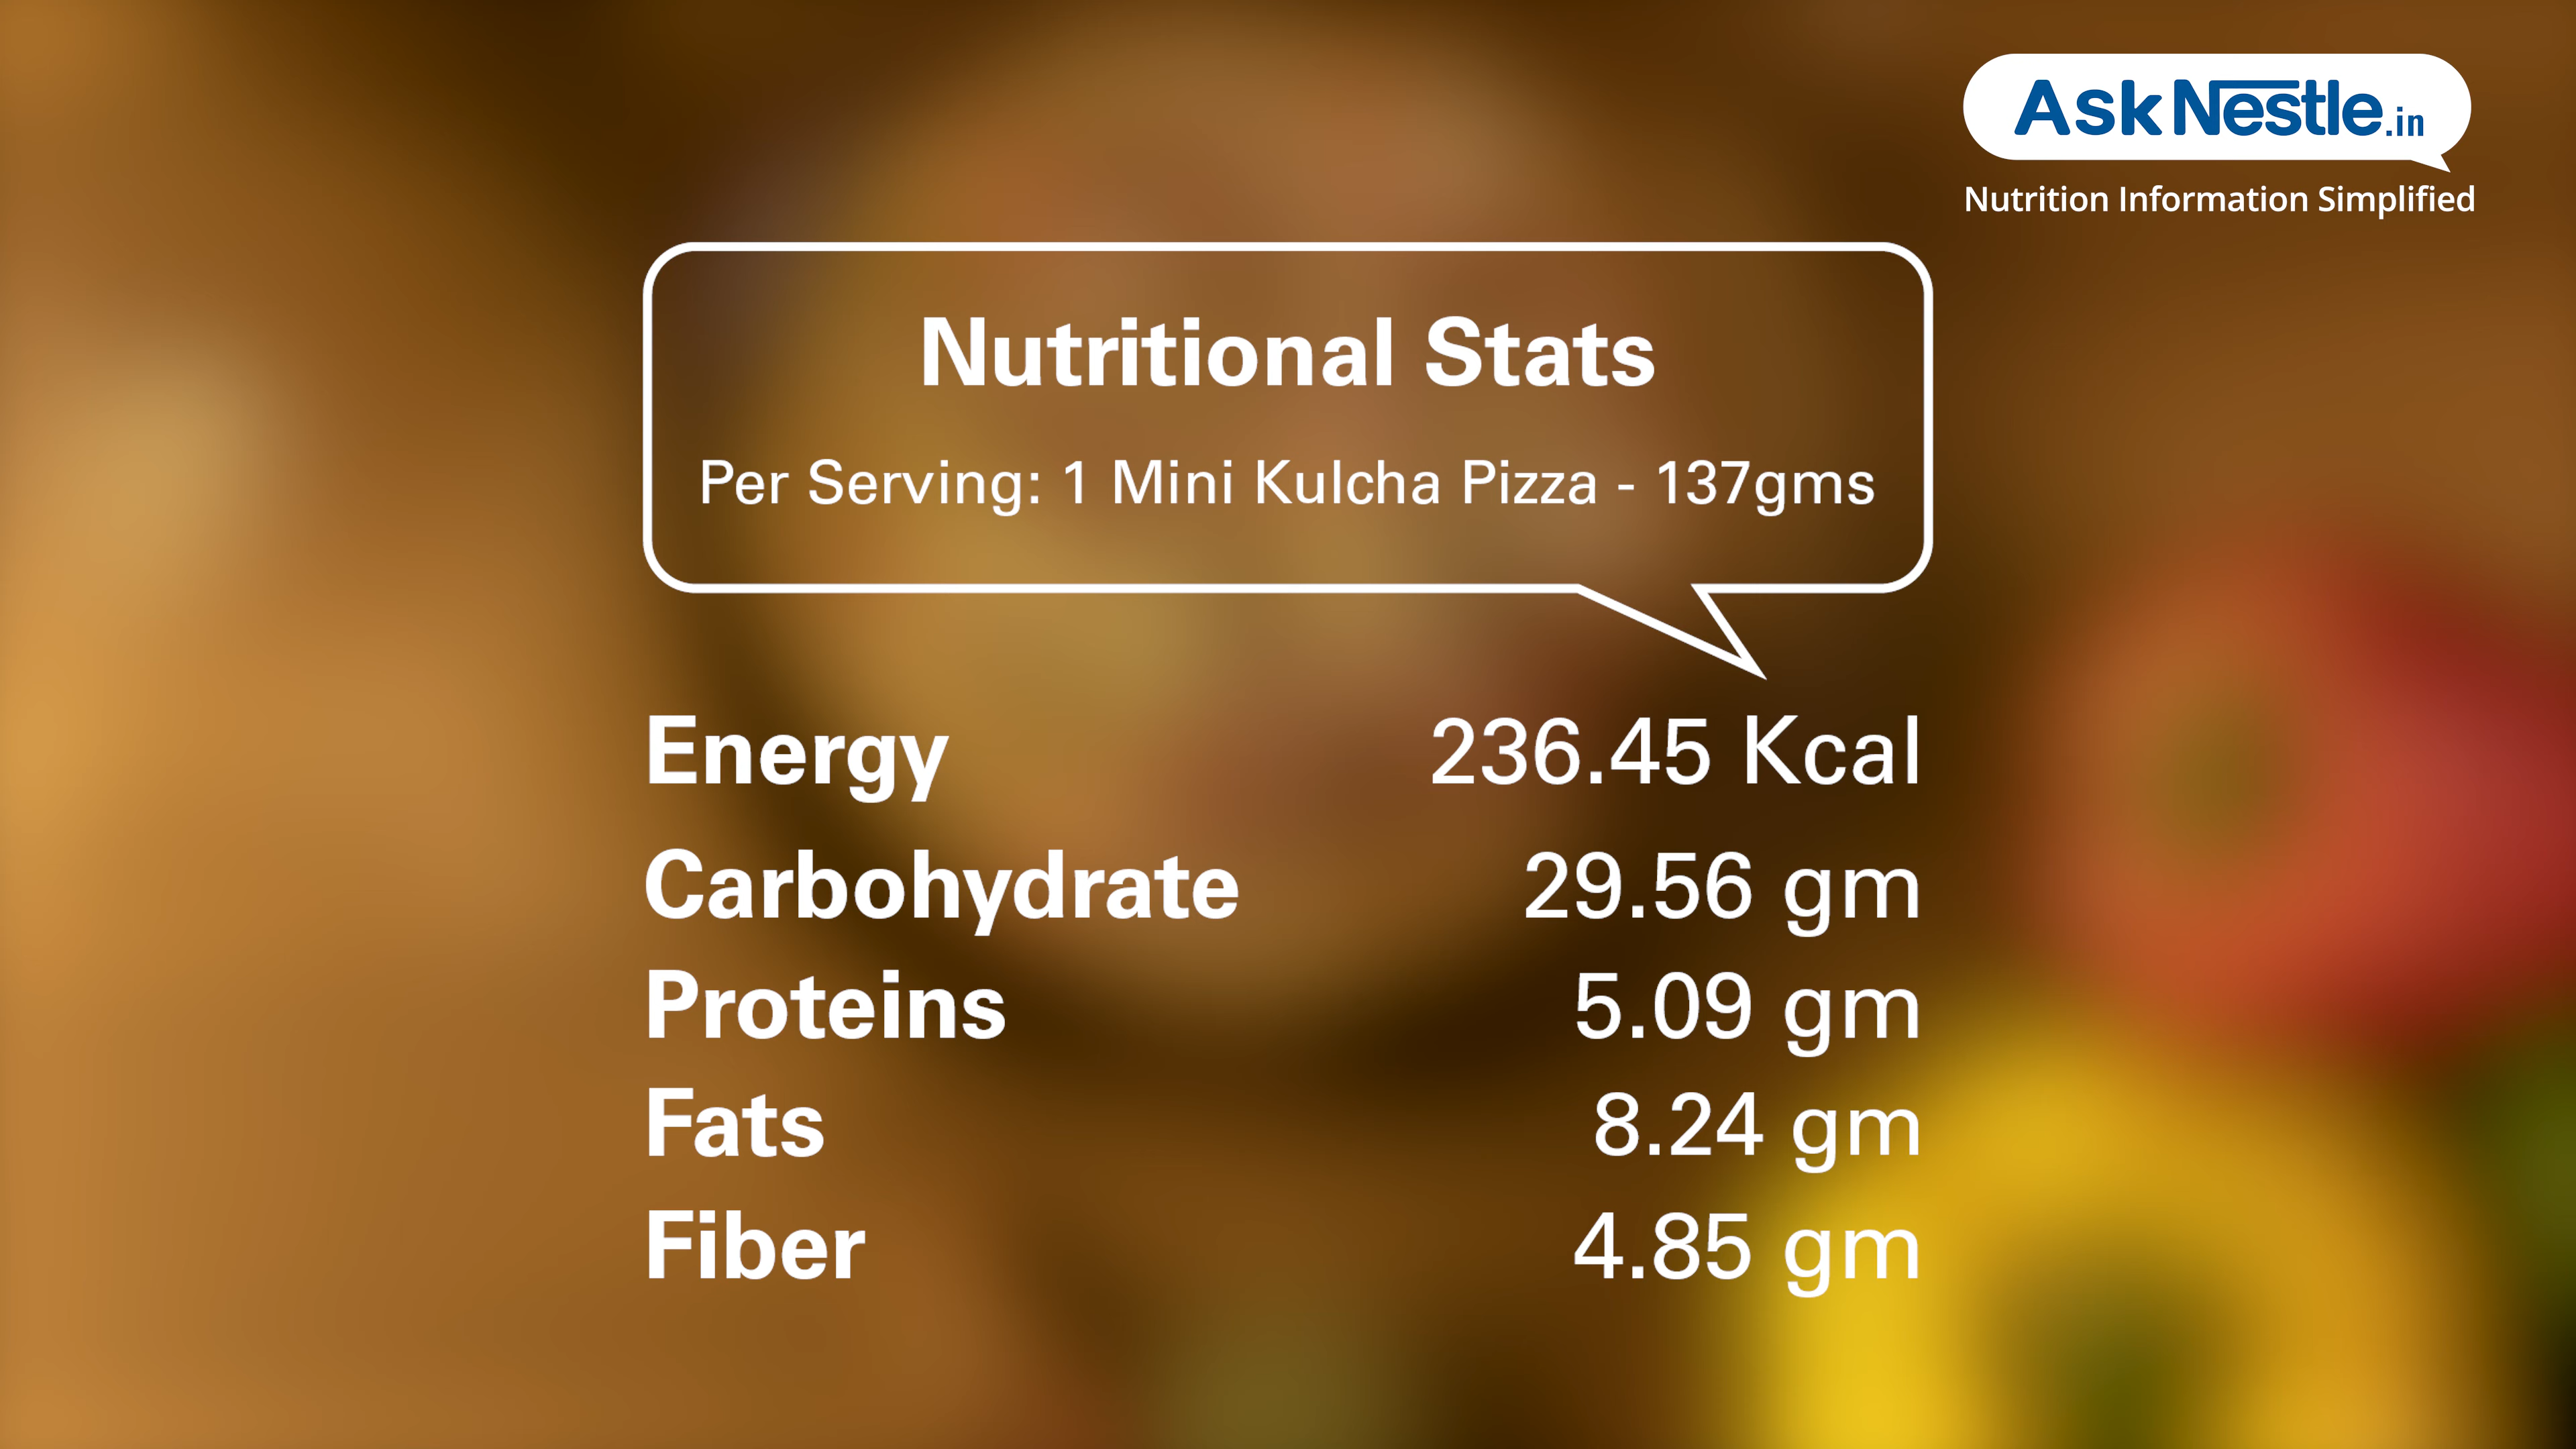 AskNestle.in
Nutrition Information Simplified
Nutritional Stats
Per Serving: 1 Mini Kulcha Pizza - 137gms
Energy 236.45 Kcal
Carbohydrate 29.56 gm
Proteins 5.09 gm
Fats 8.24 gm
Fiber 4.85 gm